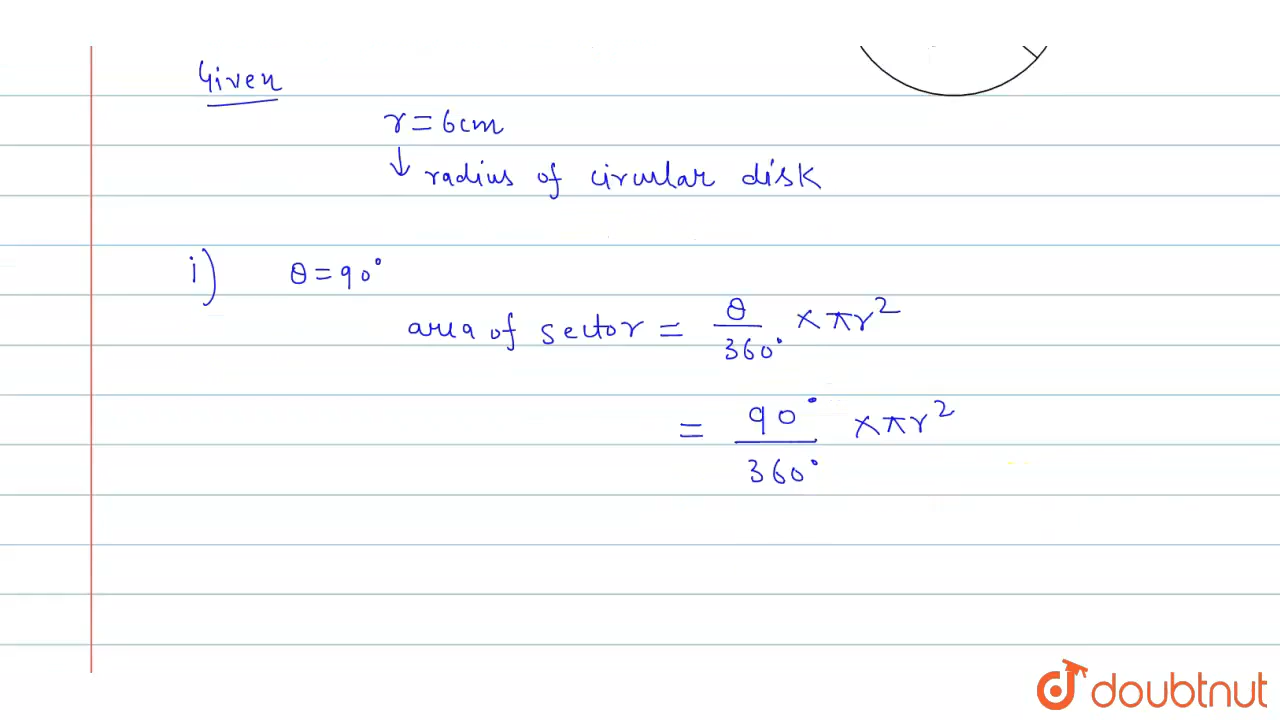 Given
r = 6cm
↓ radius of circular disk
i) θ = 90°
area of sector = θ/360° × πr²
= 90°/360° × πr²
doubtnut